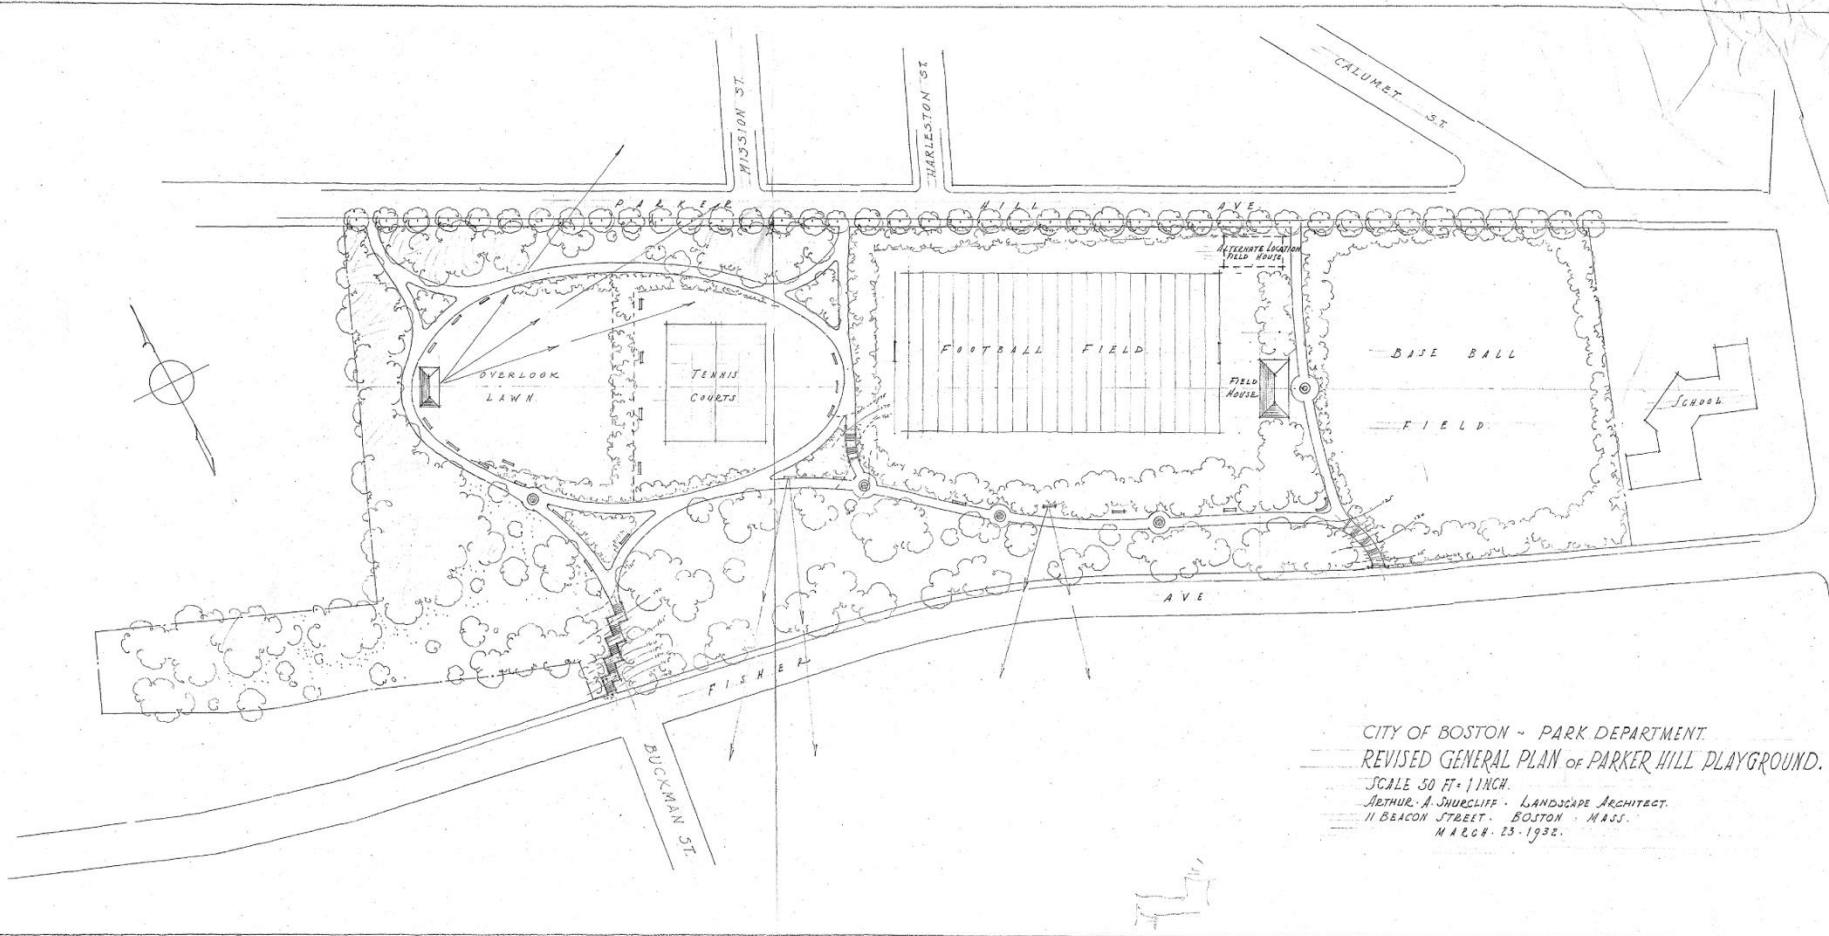 MISSION ST.
HARLESTON ST
CALUMET ST.
PARKER HILL AVE.
ALTERNATE LOCATION
FIELD HOUSE
OVERLOOK
LAWN.
TENNIS
COURTS
FOOTBALL FIELD
FIELD
HOUSE
BASE BALL
FIELD
SCHOOL
FISHER AVE
BUCKMAN ST.
CITY OF BOSTON ~ PARK DEPARTMENT.
REVISED GENERAL PLAN OF PARKER HILL PLAYGROUND.
SCALE 50 FT = 1 INCH.
ARTHUR · A · SHURCLIFF · LANDSCAPE ARCHITECT.
11 BEACON STREET · BOSTON · MASS.
MARCH · 23 · 1932.